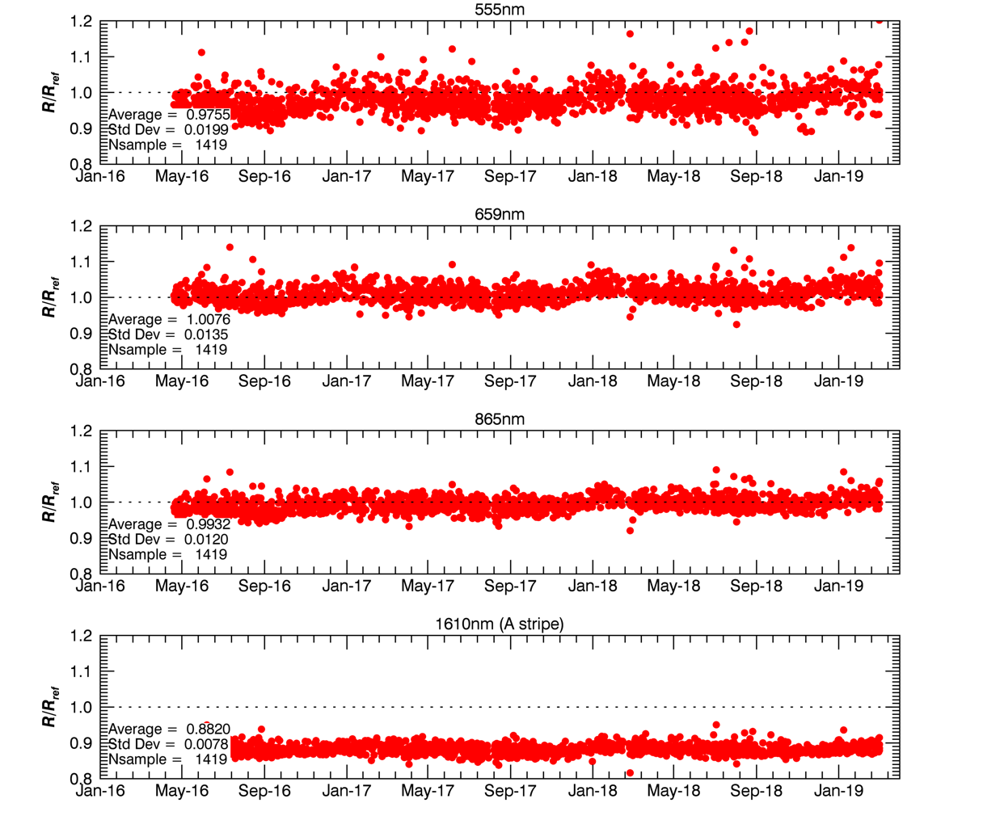 555nm
1.2
1.1
1.0
0.9
0.8
R/Rref
Average = 0.9755
Std Dev = 0.0199
Nsample = 1419
Jan-16 May-16 Sep-16 Jan-17 May-17 Sep-17 Jan-18 May-18 Sep-18 Jan-19
659nm
1.2
1.1
1.0
0.9
0.8
R/Rref
Average = 1.0076
Std Dev = 0.0135
Nsample = 1419
Jan-16 May-16 Sep-16 Jan-17 May-17 Sep-17 Jan-18 May-18 Sep-18 Jan-19
865nm
1.2
1.1
1.0
0.9
0.8
R/Rref
Average = 0.9932
Std Dev = 0.0120
Nsample = 1419
Jan-16 May-16 Sep-16 Jan-17 May-17 Sep-17 Jan-18 May-18 Sep-18 Jan-19
1610nm (A stripe)
1.2
1.1
1.0
0.9
0.8
R/Rref
Average = 0.8820
Std Dev = 0.0078
Nsample = 1419
Jan-16 May-16 Sep-16 Jan-17 May-17 Sep-17 Jan-18 May-18 Sep-18 Jan-19